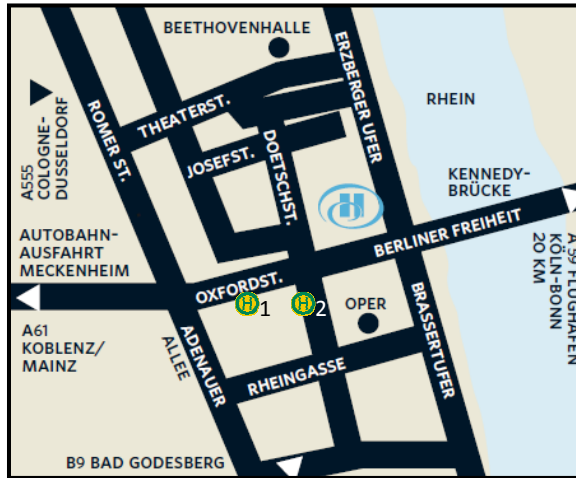 BEETHOVENHALLE
ERZBERGER UFER
RHEIN
THEATERST.
RÖMER ST.
A555
COLOGNE-
DUSSELDORF
JOSEFST.
DOETSCHST.
H
KENNEDY-
BRÜCKE
BERLINER FREIHEIT
A 59 FLUGHAFEN
KÖLN-BONN
20 KM
AUTOBAHN-
AUSFAHRT
MECKENHEIM
OXFORDST.
H 1
H 2
OPER
BRASSERTUFER
A61
KOBLENZ/
MAINZ
ADENAUER
ALLEE
RHEINGASSE
B9 BAD GODESBERG